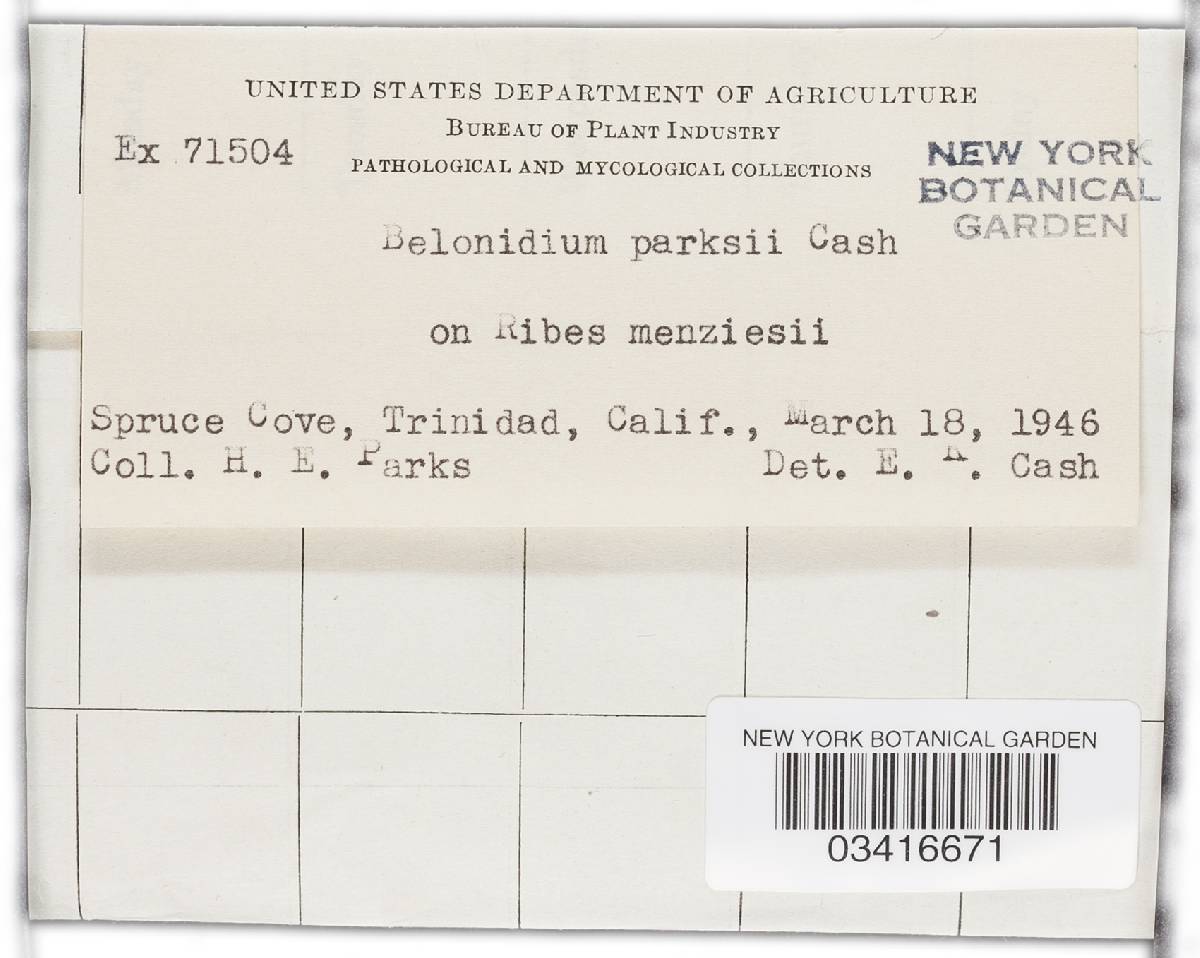 UNITED STATES DEPARTMENT OF AGRICULTURE
BUREAU OF PLANT INDUSTRY
Ex 71504
PATHOLOGICAL AND MYCOLOGICAL COLLECTIONS
NEW YORK
BOTANICAL
GARDEN
Belonidium parksii Cash
on Ribes menziesii
Spruce Cove, Trinidad, Calif., March 18, 1946
Coll. H. E. Parks Det. E. K. Cash
NEW YORK BOTANICAL GARDEN
03416671